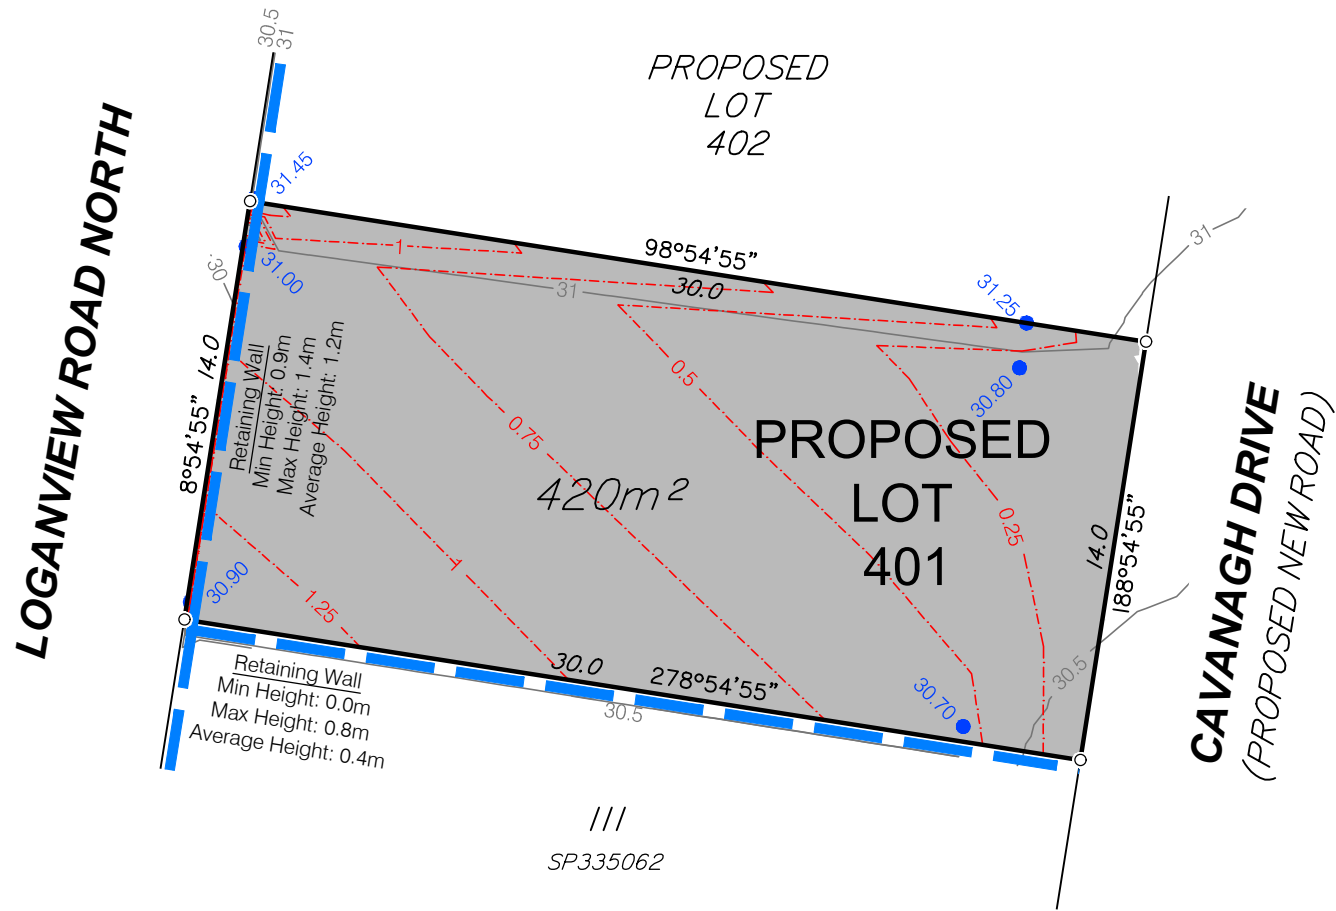 30.5
31
PROPOSED
LOT
402
LOGANVIEW ROAD NORTH
31.45
31.00
30
1
98°54'55"
30.0
31
31.25
31
30.80
14.0
8°54'55"
Retaining Wall
Min Height: 0.9m
Max Height: 1.4m
Average Height: 1.2m
0.5
0.75
420m²
PROPOSED
LOT
401
0.25
14.0
188°54'55"
CAVANAGH DRIVE
(PROPOSED NEW ROAD)
30.90
1.25
1
30.0
278°54'55"
30.70
30.5
30.5
Retaining Wall
Min Height: 0.0m
Max Height: 0.8m
Average Height: 0.4m
111
SP335062